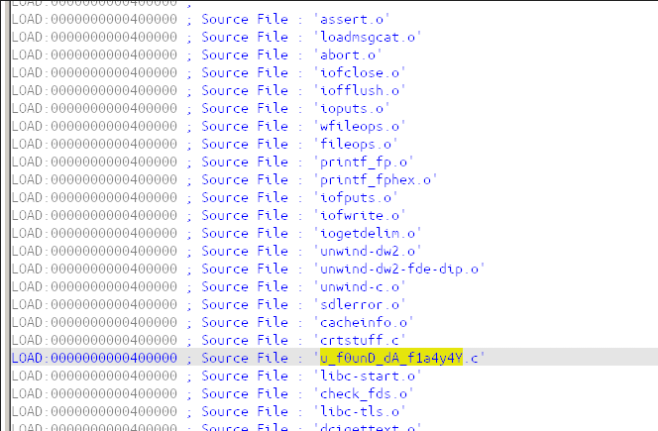 LOAD:0000000000400000 ;
LOAD:0000000000400000 ; Source File : 'assert.o'
LOAD:0000000000400000 ; Source File : 'loadmsgcat.o'
LOAD:0000000000400000 ; Source File : 'abort.o'
LOAD:0000000000400000 ; Source File : 'iofclose.o'
LOAD:0000000000400000 ; Source File : 'iofflush.o'
LOAD:0000000000400000 ; Source File : 'ioputs.o'
LOAD:0000000000400000 ; Source File : 'wfileops.o'
LOAD:0000000000400000 ; Source File : 'fileops.o'
LOAD:0000000000400000 ; Source File : 'printf_fp.o'
LOAD:0000000000400000 ; Source File : 'printf_fphex.o'
LOAD:0000000000400000 ; Source File : 'iofputs.o'
LOAD:0000000000400000 ; Source File : 'iofwrite.o'
LOAD:0000000000400000 ; Source File : 'iogetdelim.o'
LOAD:0000000000400000 ; Source File : 'unwind-dw2.o'
LOAD:0000000000400000 ; Source File : 'unwind-dw2-fde-dip.o'
LOAD:0000000000400000 ; Source File : 'unwind-c.o'
LOAD:0000000000400000 ; Source File : 'sdlerror.o'
LOAD:0000000000400000 ; Source File : 'cacheinfo.o'
LOAD:0000000000400000 ; Source File : 'crtstuff.c'
LOAD:0000000000400000 ; Source File : 'u_f0unD_dA_f1a4y4Y.c'
LOAD:0000000000400000 ; Source File : 'libc-start.o'
LOAD:0000000000400000 ; Source File : 'check_fds.o'
LOAD:0000000000400000 ; Source File : 'libc-tls.o'
LOAD:0000000000400000 ; Source File : 'dcigettext.o'